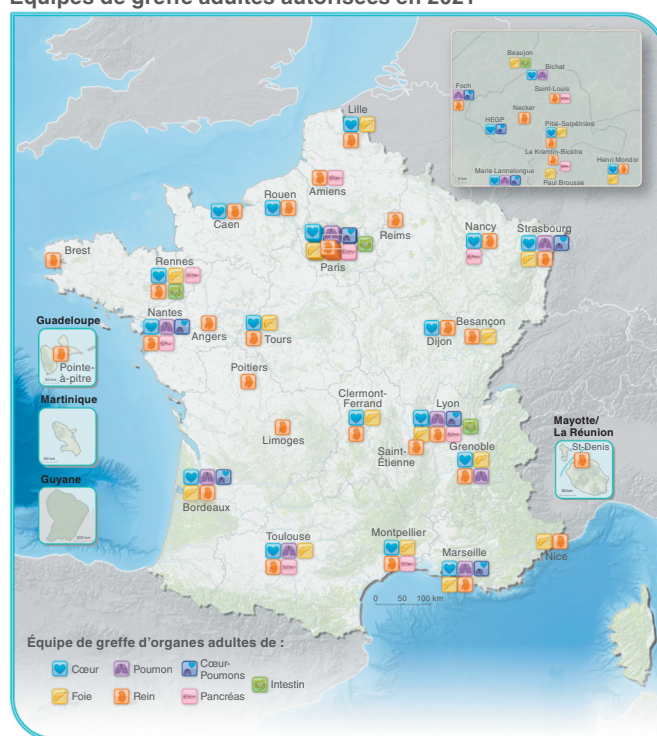 Équipes de greffe adultes autorisées en 2021
Beaujon
Bichat
Foch
Saint-Louis
Necker
HEGP
Pitié-Salpêtrière
Le Kremlin-Bicêtre
Henri Mondor
Marie Lannelongue
Paul Brousse
Lille
Amiens
Rouen
Caen
Reims
Nancy
Strasbourg
Paris
Brest
Rennes
Nantes
Angers
Tours
Besançon
Dijon
Guadeloupe
Pointe-
à-pitre
Poitiers
Martinique
Clermont-
Ferrand
Lyon
Limoges
Saint-
Étienne
Grenoble
Mayotte/
La Réunion
St-Denis
Guyane
Bordeaux
Toulouse
Montpellier
Marseille
Nice
0 50 100 km
Équipe de greffe d'organes adultes de :
Cœur
Poumon
Cœur-
Poumons
Intestin
Foie
Rein
Pancréas